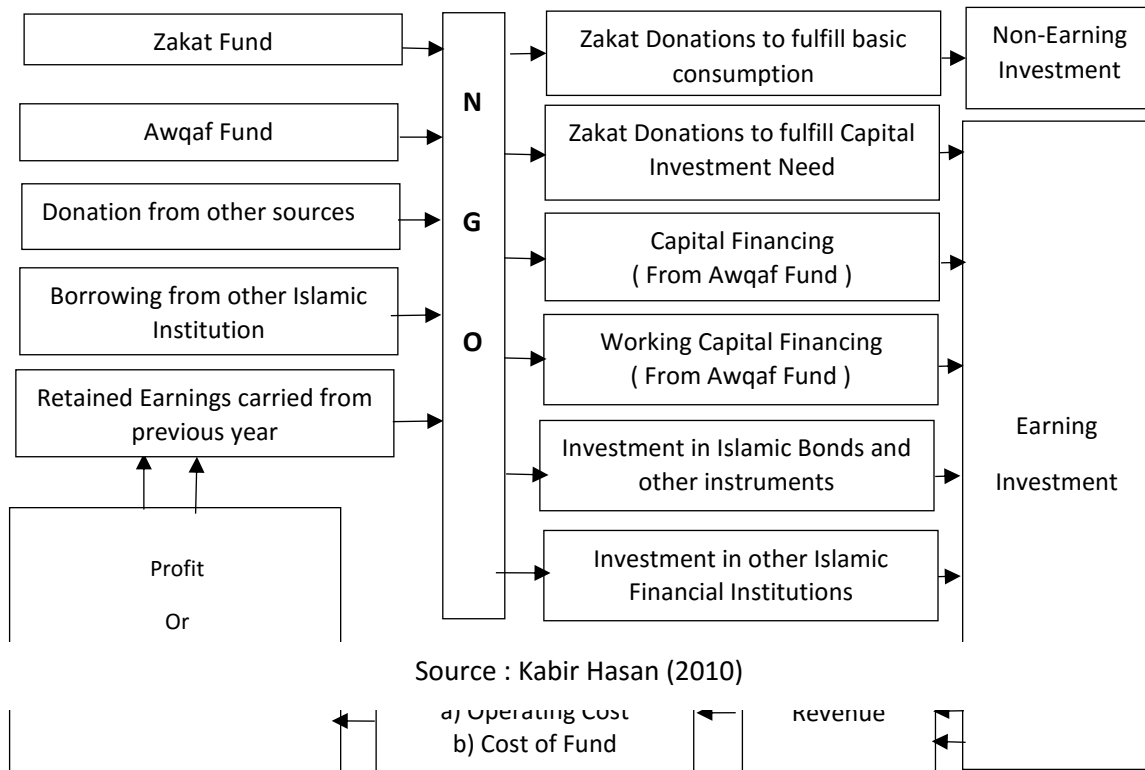 Zakat Fund
Awqaf Fund
Donation from other sources
Borrowing from other Islamic
Institution
Retained Earnings carried from
previous year
Profit
Or
N
G
O
Zakat Donations to fulfill basic
consumption
Zakat Donations to fulfill Capital
Investment Need
Capital Financing
( From Awqaf Fund )
Working Capital Financing
( From Awqaf Fund )
Investment in Islamic Bonds and
other instruments
Investment in other Islamic
Financial Institutions
Non-Earning
Investment
Earning
Investment
Source : Kabir Hasan (2010)
a) Operating Cost
b) Cost of Fund
Revenue